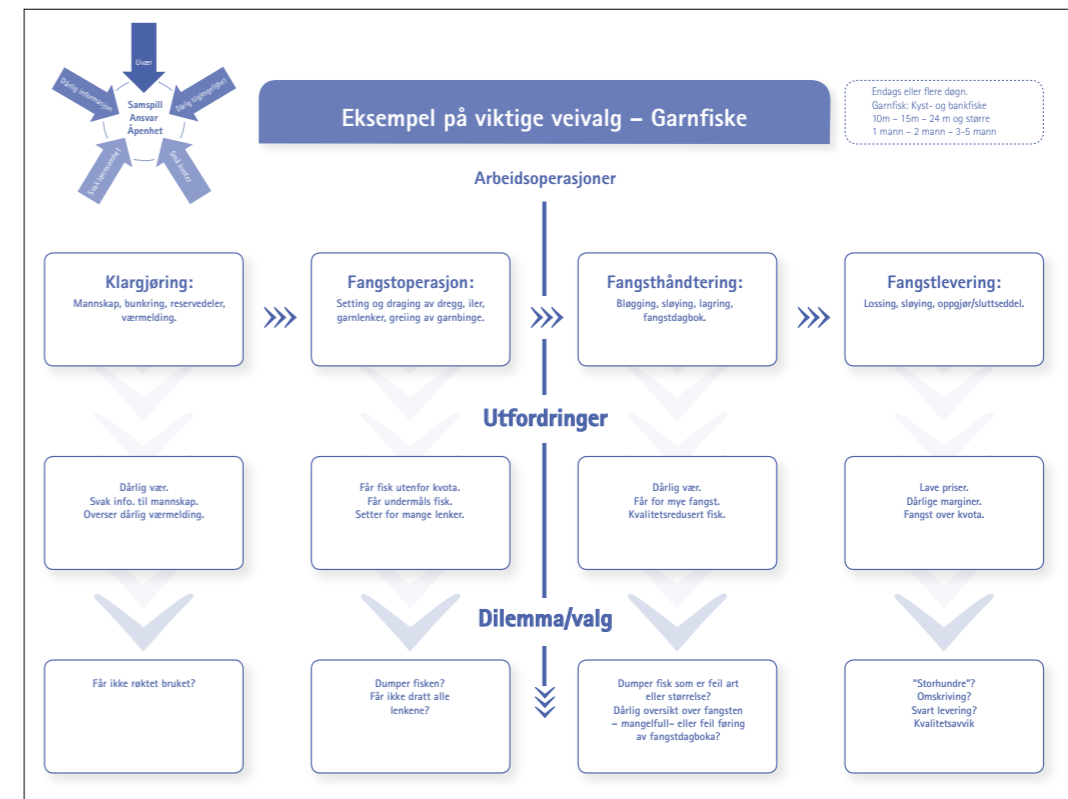 Uvær
Dårlig informasjon
Dårlig tilgjengelighet
Samspill
Ansvar
Åpenhet
Svak lønnsomhet
Små kvoter
Eksempel på viktige veivalg – Garnfiske
Endags eller flere døgn.
Garnfisk: Kyst- og bankfiske
10m – 15m – 24 m og større
1 mann – 2 mann – 3-5 mann
Arbeidsoperasjoner
Klargjøring:
Mannskap, bunkring, reservedeler,
værmelding.
Fangstoperasjon:
Setting og draging av dregg, iler,
garnlenker, greiing av garnbinge.
Fangsthåndtering:
Bløgging, sløying, lagring,
fangstdagbok.
Fangstlevering:
Lossing, sløying, oppgjør/sluttseddel.
Utfordringer
Dårlig vær.
Svak info. til mannskap.
Overser dårlig værmelding.
Får fisk utenfor kvota.
Får undermåls fisk.
Setter for mange lenker.
Dårlig vær.
Får for mye fangst.
Kvalitetsredusert fisk.
Lave priser.
Dårlige marginer.
Fangst over kvota.
Dilemma/valg
Får ikke røktet bruket?
Dumper fisken?
Får ikke dratt alle
lenkene?
Dumper fisk som er feil art
eller størrelse?
Dårlig oversikt over fangsten
– mangelfull- eller feil føring
av fangstdagboka?
"Storhundre"?
Omskriving?
Svart levering?
Kvalitetsavvik